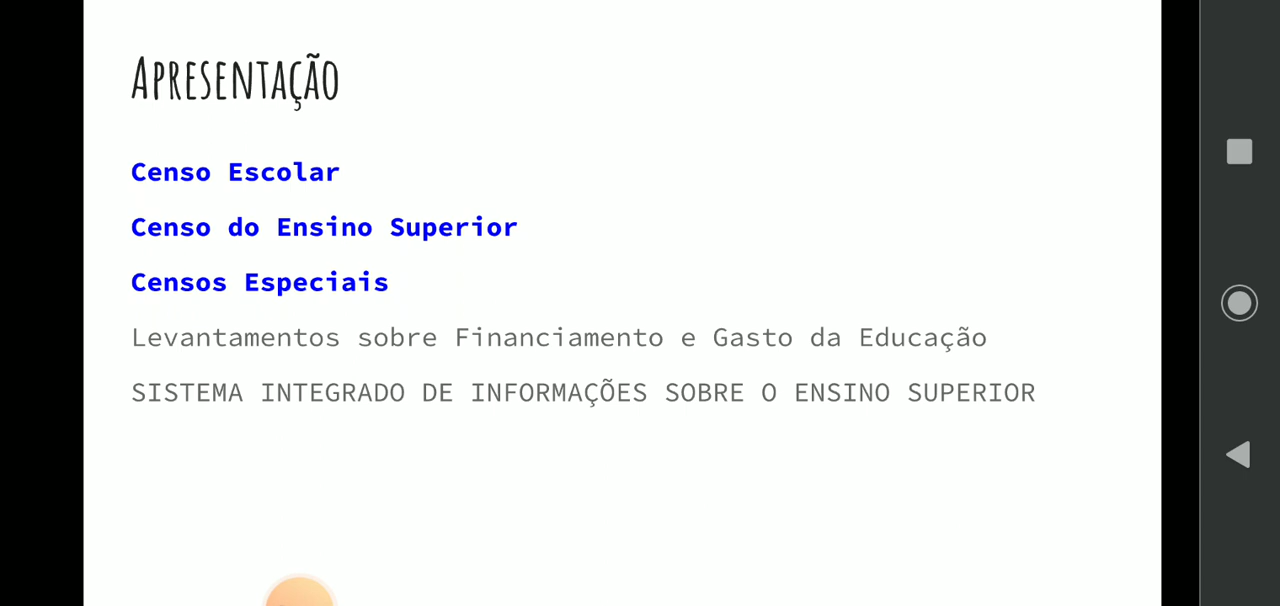 Apresentação
Censo Escolar
Censo do Ensino Superior
Censos Especiais
Levantamentos sobre Financiamento e Gasto da Educação
SISTEMA INTEGRADO DE INFORMAÇÕES SOBRE O ENSINO SUPERIOR